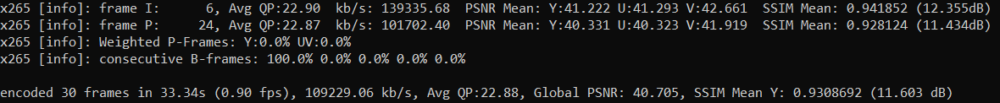 x265 [info]: frame I:      6, Avg QP:22.90  kb/s: 139335.68  PSNR Mean: Y:41.222 U:41.293 V:42.661  SSIM Mean: 0.941852 (12.355dB)
x265 [info]: frame P:     24, Avg QP:22.87  kb/s: 101702.40  PSNR Mean: Y:40.331 U:40.323 V:41.919  SSIM Mean: 0.928124 (11.434dB)
x265 [info]: Weighted P-Frames: Y:0.0% UV:0.0%
x265 [info]: consecutive B-frames: 100.0% 0.0% 0.0% 0.0% 0.0%
encoded 30 frames in 33.34s (0.90 fps), 109229.06 kb/s, Avg QP:22.88, Global PSNR: 40.705, SSIM Mean Y: 0.9308692 (11.603 dB)